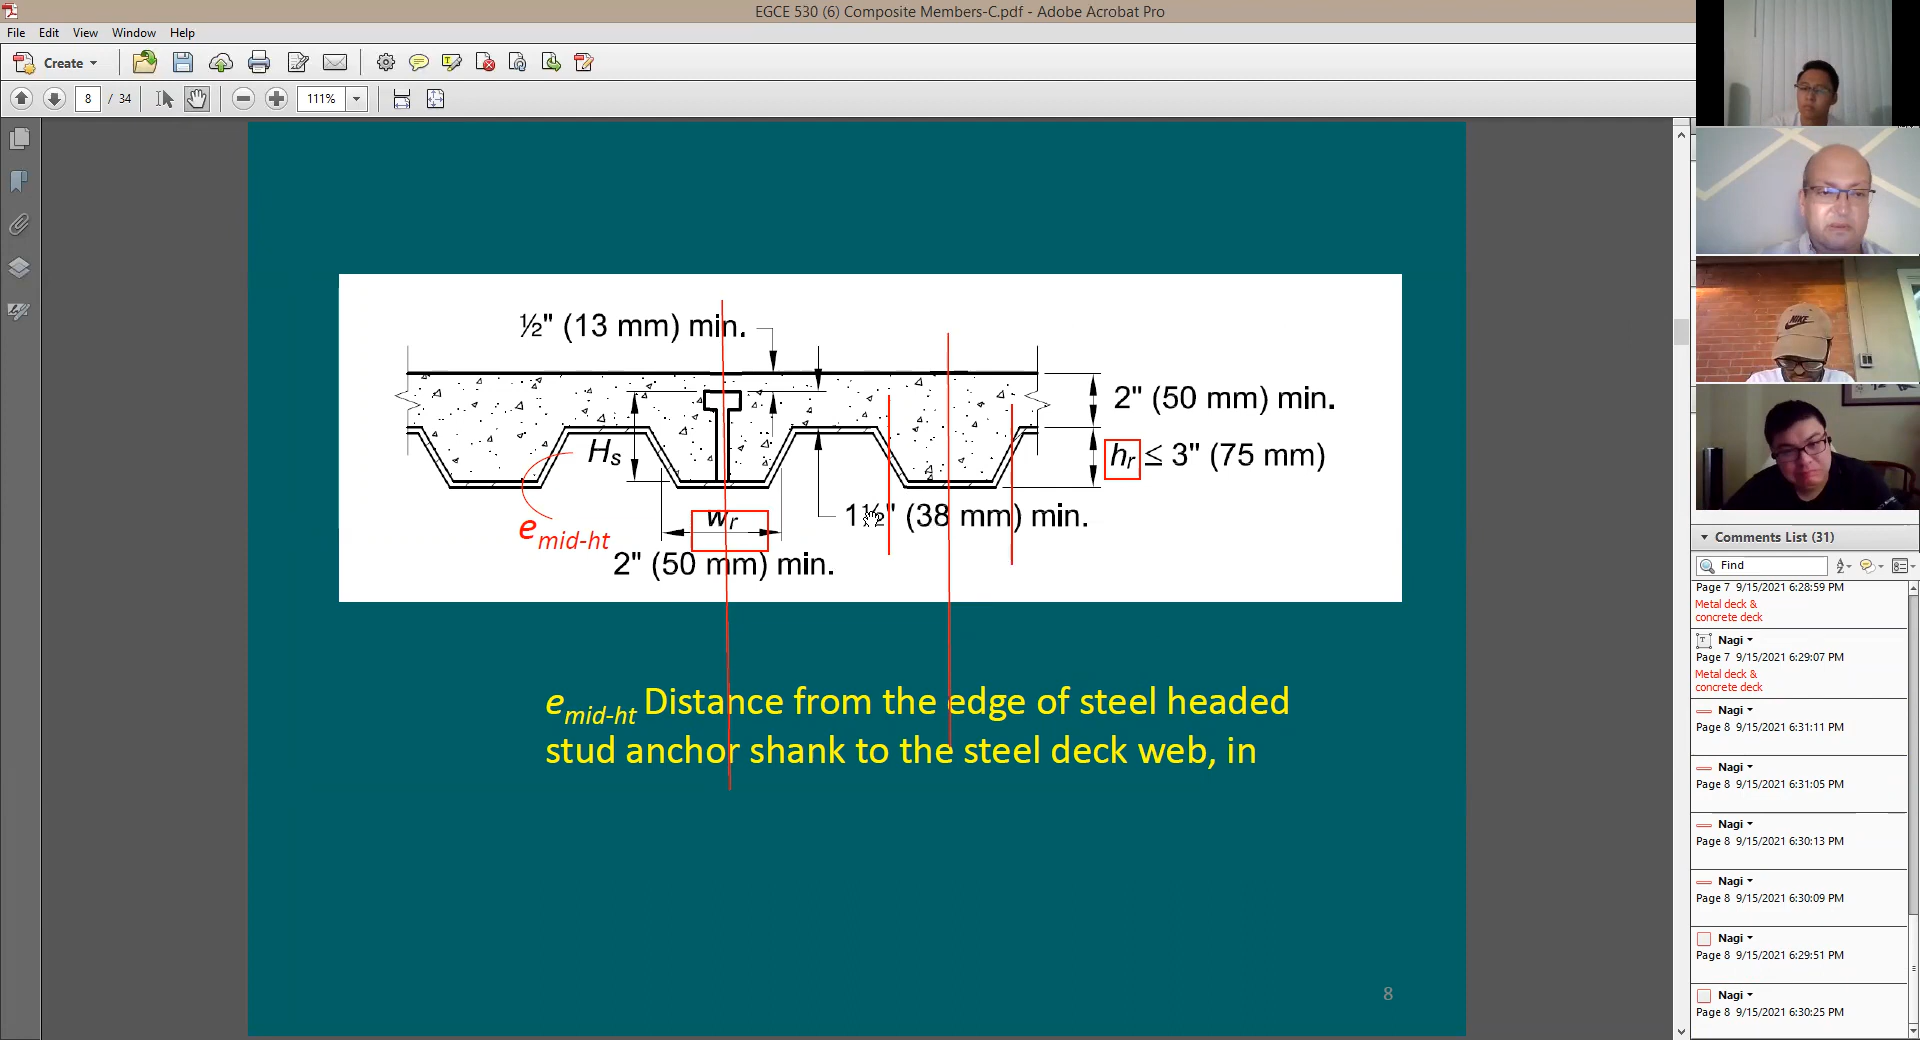 EGCE 530 (6) Composite Members-C.pdf - Adobe Acrobat Pro
File Edit View Window Help
Create
8 / 34 111%
½" (13 mm) min.
2" (50 mm) min.
Hs
hr ≤ 3" (75 mm)
emid-ht
wr
1½" (38 mm) min.
2" (50 mm) min.
emid-ht Distance from the edge of steel headed
stud anchor shank to the steel deck web, in
8
NIKE
Comments List (31)
Find
Page 7 9/15/2021 6:28:59 PM
Metal deck &
concrete deck
T Nagi
Page 7 9/15/2021 6:29:07 PM
Metal deck &
concrete deck
Nagi
Page 8 9/15/2021 6:31:11 PM
Nagi
Page 8 9/15/2021 6:31:05 PM
Nagi
Page 8 9/15/2021 6:30:13 PM
Nagi
Page 8 9/15/2021 6:30:09 PM
Nagi
Page 8 9/15/2021 6:29:51 PM
Nagi
Page 8 9/15/2021 6:30:25 PM